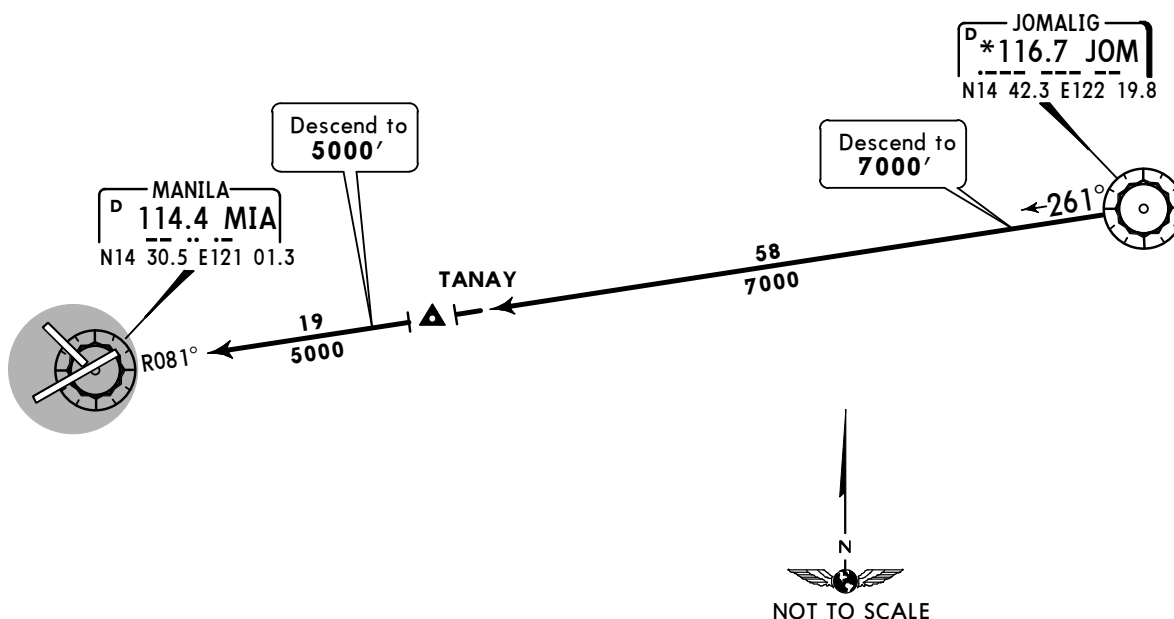 JOMALIG
D *116.7 JOM
N14 42.3 E122 19.8
Descend to
5000′
Descend to
7000′
MANILA
D 114.4 MIA
N14 30.5 E121 01.3
261°
58
7000
TANAY
19
5000
R081°
N
NOT TO SCALE